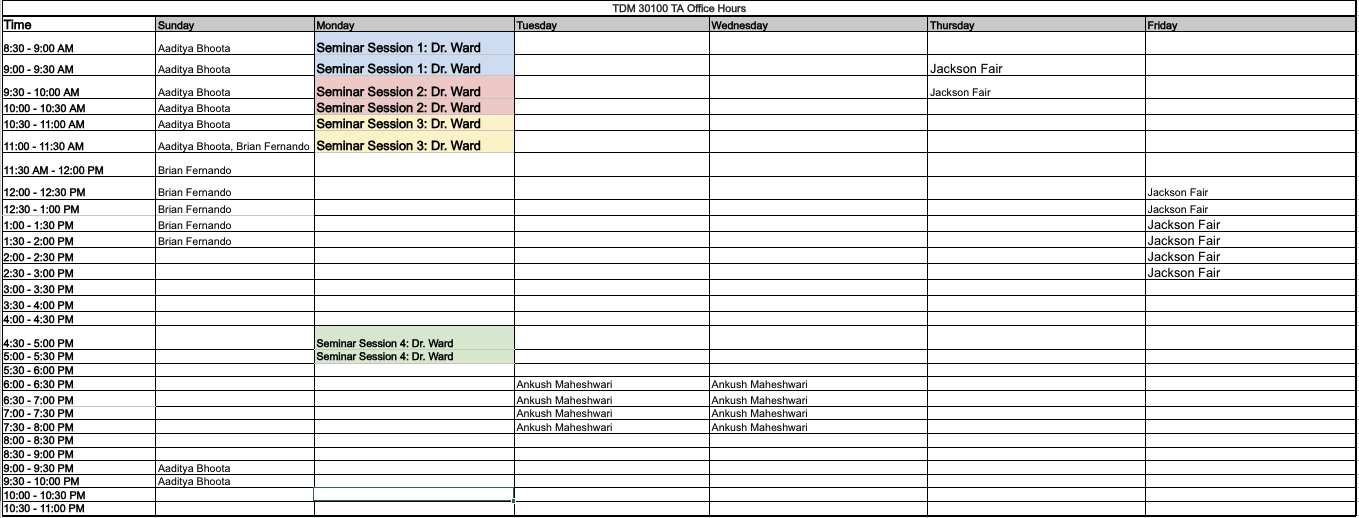 TDM 30100 TA Office Hours
Time Sunday Monday Tuesday Wednesday Thursday Friday
8:30 - 9:00 AM Aaditya Bhoota Seminar Session 1: Dr. Ward
9:00 - 9:30 AM Aaditya Bhoota Seminar Session 1: Dr. Ward Jackson Fair
9:30 - 10:00 AM Aaditya Bhoota Seminar Session 2: Dr. Ward Jackson Fair
10:00 - 10:30 AM Aaditya Bhoota Seminar Session 2: Dr. Ward
10:30 - 11:00 AM Aaditya Bhoota Seminar Session 3: Dr. Ward
11:00 - 11:30 AM Aaditya Bhoota, Brian Fernando Seminar Session 3: Dr. Ward
11:30 AM - 12:00 PM Brian Fernando
12:00 - 12:30 PM Brian Fernando Jackson Fair
12:30 - 1:00 PM Brian Fernando Jackson Fair
1:00 - 1:30 PM Brian Fernando Jackson Fair
1:30 - 2:00 PM Brian Fernando Jackson Fair
2:00 - 2:30 PM Jackson Fair
2:30 - 3:00 PM Jackson Fair
3:00 - 3:30 PM
3:30 - 4:00 PM
4:00 - 4:30 PM
4:30 - 5:00 PM Seminar Session 4: Dr. Ward
5:00 - 5:30 PM Seminar Session 4: Dr. Ward
5:30 - 6:00 PM
6:00 - 6:30 PM Ankush Maheshwari Ankush Maheshwari
6:30 - 7:00 PM Ankush Maheshwari Ankush Maheshwari
7:00 - 7:30 PM Ankush Maheshwari Ankush Maheshwari
7:30 - 8:00 PM Ankush Maheshwari Ankush Maheshwari
8:00 - 8:30 PM
8:30 - 9:00 PM
9:00 - 9:30 PM Aaditya Bhoota
9:30 - 10:00 PM Aaditya Bhoota
10:00 - 10:30 PM
10:30 - 11:00 PM